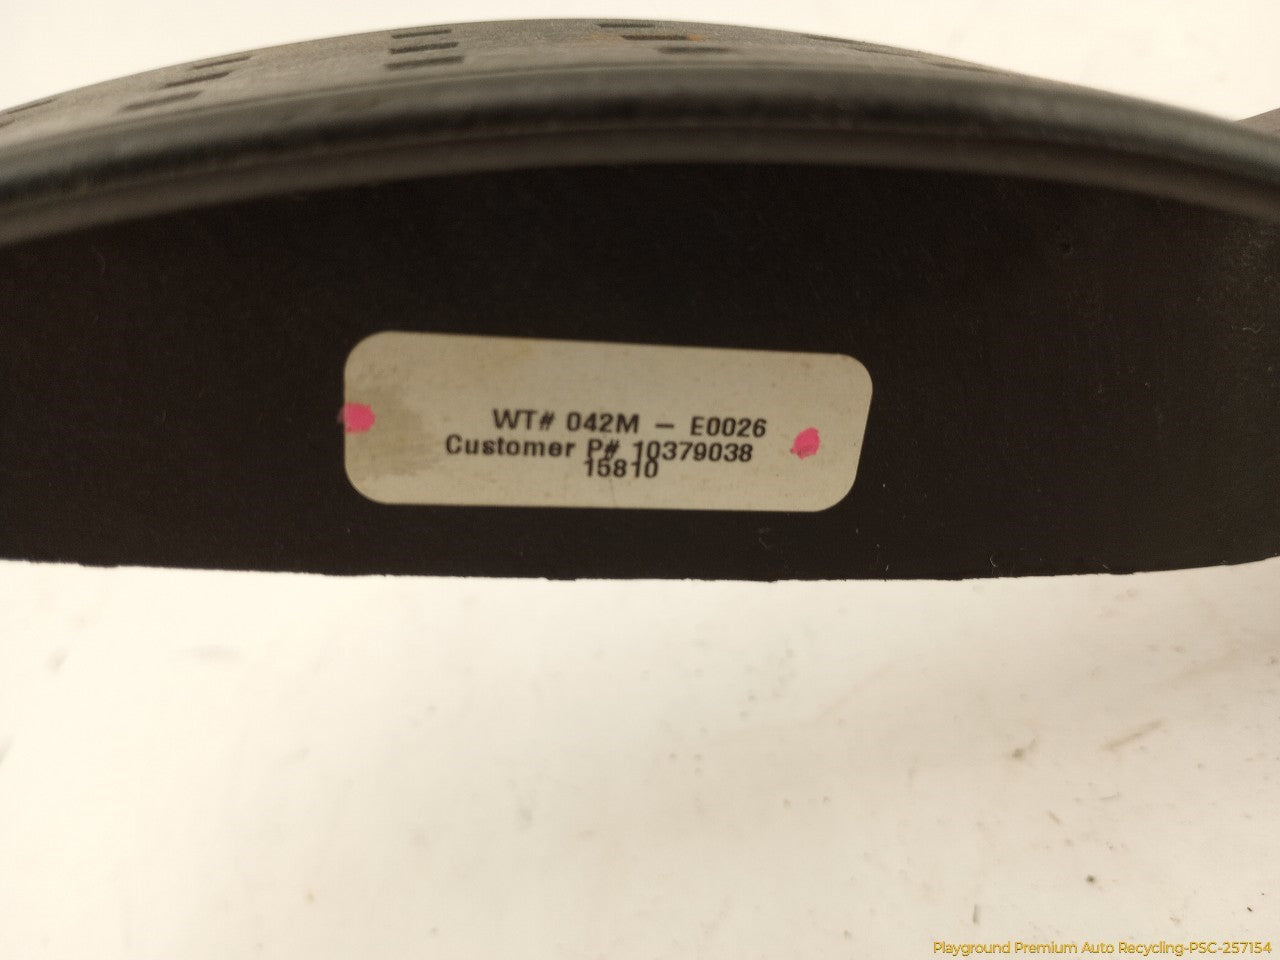 WT# 042M – E0026
Customer P# 10379038
15810
Playground Premium Auto Recycling-PSC-257154